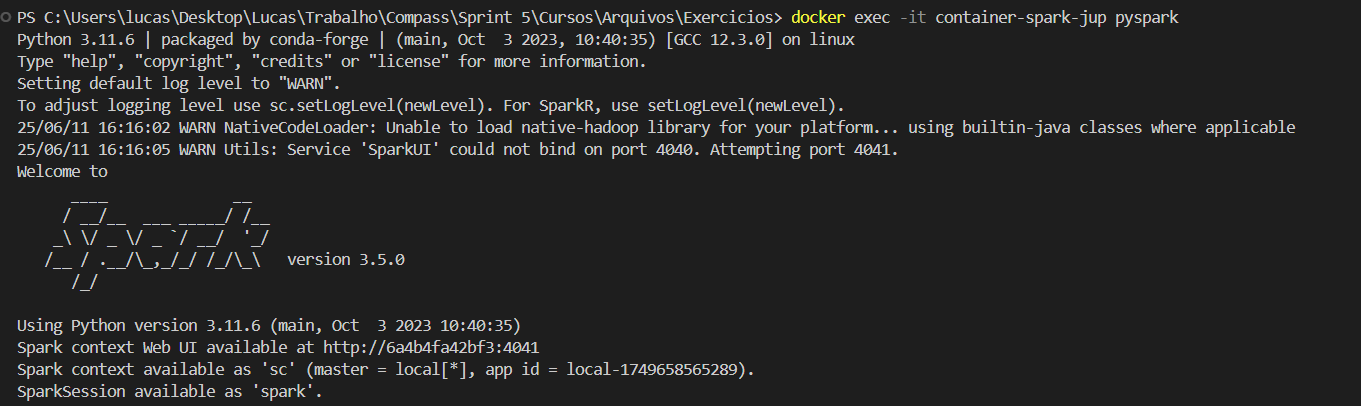 PS C:\Users\lucas\Desktop\Lucas\Trabalho\Compass\Sprint 5\Cursos\Arquivos\Exercicios> docker exec -it container-spark-jup pyspark
Python 3.11.6 | packaged by conda-forge | (main, Oct  3 2023, 10:40:35) [GCC 12.3.0] on linux
Type "help", "copyright", "credits" or "license" for more information.
Setting default log level to "WARN".
To adjust logging level use sc.setLogLevel(newLevel). For SparkR, use setLogLevel(newLevel).
25/06/11 16:16:02 WARN NativeCodeLoader: Unable to load native-hadoop library for your platform... using builtin-java classes where applicable
25/06/11 16:16:05 WARN Utils: Service 'SparkUI' could not bind on port 4040. Attempting port 4041.
Welcome to
      ____              __
     / __/__  ___ _____/ /__
    _\ \/ _ \/ _ `/ __/  '_/
   /__ / .__/\_,_/_/ /_/\_\   version 3.5.0
      /_/
Using Python version 3.11.6 (main, Oct  3 2023 10:40:35)
Spark context Web UI available at http://6a4b4fa42bf3:4041
Spark context available as 'sc' (master = local[*], app id = local-1749658565289).
SparkSession available as 'spark'.